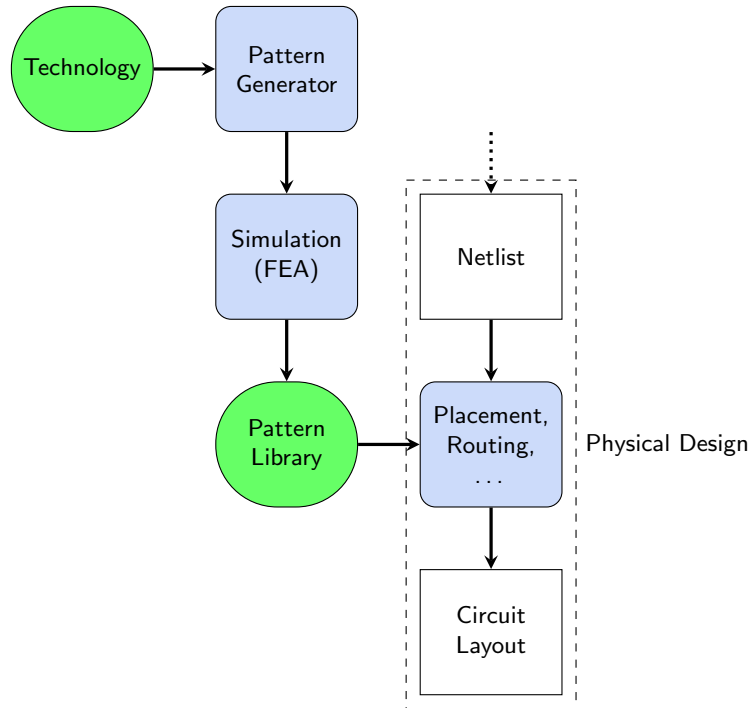 Technology
Pattern
Generator
Simulation
(FEA)
Netlist
Pattern
Library
Placement,
Routing,
. . .
Physical Design
Circuit
Layout